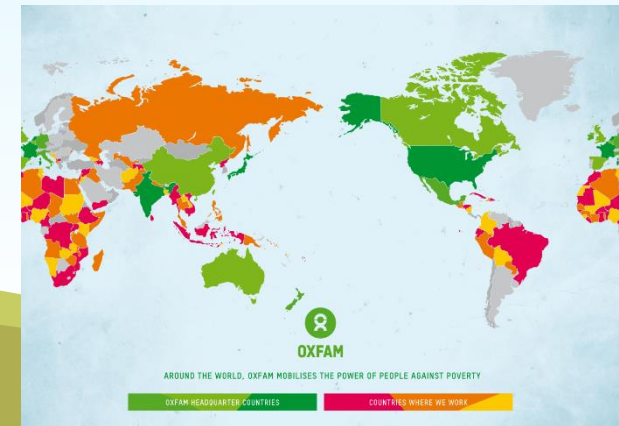 OXFAM
AROUND THE WORLD, OXFAM MOBILISES THE POWER OF PEOPLE AGAINST POVERTY
OXFAM HEADQUARTER COUNTRIES
COUNTRIES WHERE WE WORK